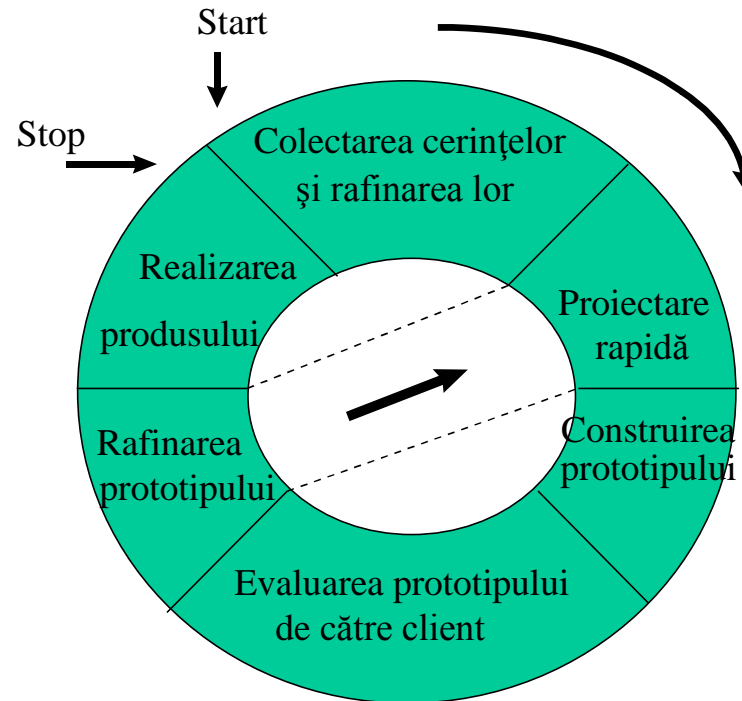 Start
Stop
Colectarea cerinţelor
şi rafinarea lor
Proiectare
rapidă
Construirea
prototipului
Evaluarea prototipului
de către client
Rafinarea
prototipului
Realizarea
produsului